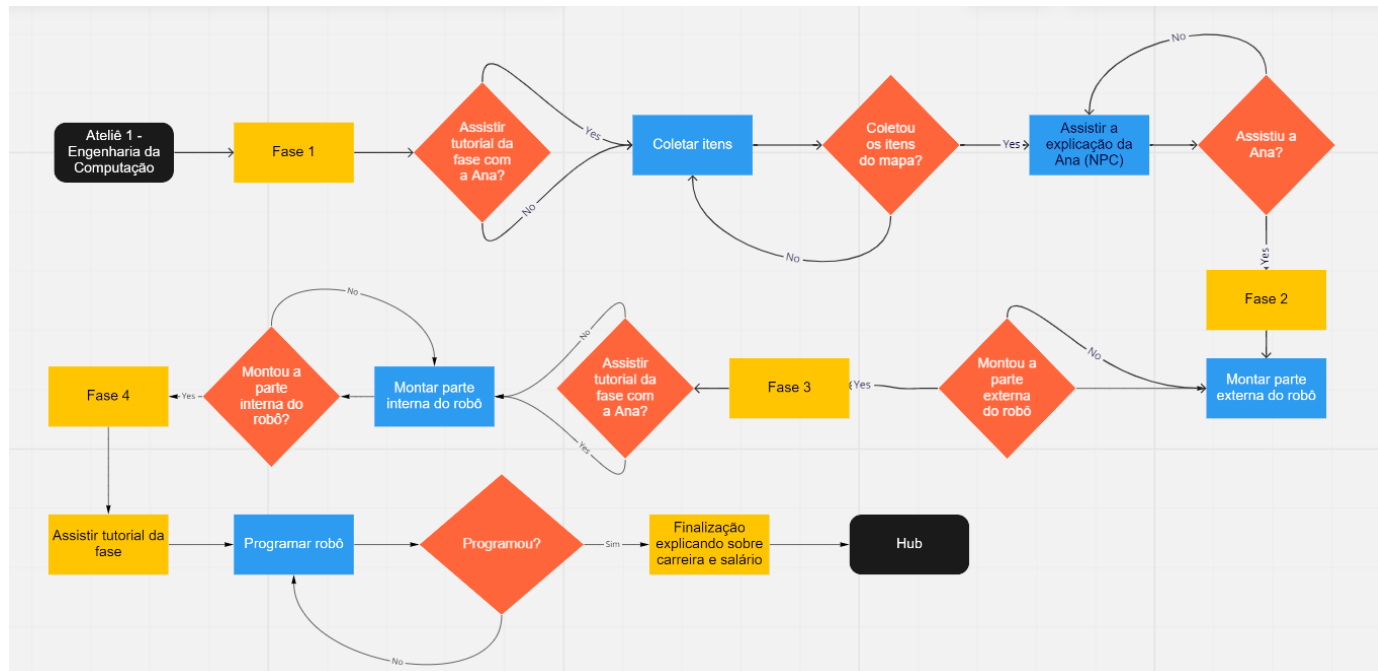 Ateliê 1 -
Engenharia da
Computação
Fase 1
Assistir
tutorial da
fase com
a Ana?
Yes
No
Coletar itens
Coletou
os itens
do mapa?
No
Yes
Assistir a
explicação da
Ana (NPC)
No
Assistiu a
Ana?
Yes
Fase 2
Montar parte
externa do robô
No
Montou a
parte
externa
do robô
Yes
Fase 3
Assistir
tutorial da
fase com
a Ana?
No
Yes
Montar parte
interna do robô
No
Montou a
parte
interna do
robô?
Yes
Fase 4
Assistir tutorial da
fase
Programar robô
Programou?
No
Sim
Finalização
explicando sobre
carreira e salário
Hub